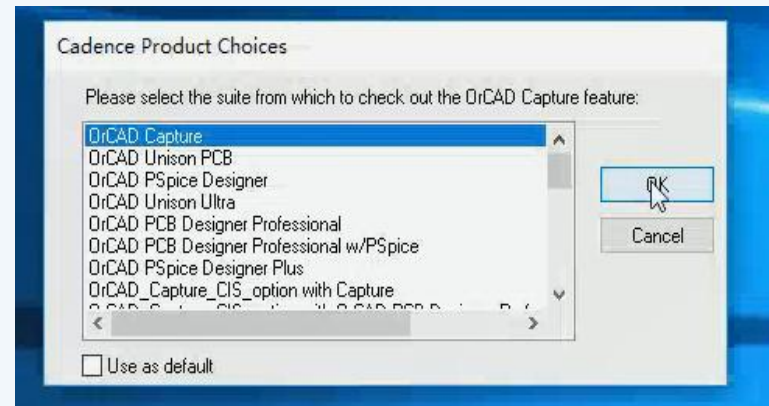 Cadence Product Choices
Please select the suite from which to check out the OrCAD Capture feature:
OrCAD Capture
OrCAD Unison PCB
OrCAD PSpice Designer
OrCAD Unison Ultra
OrCAD PCB Designer Professional
OrCAD PCB Designer Professional w/PSpice
OrCAD PSpice Designer Plus
OrCAD_Capture_CIS_option with Capture
OK
Cancel
Use as default